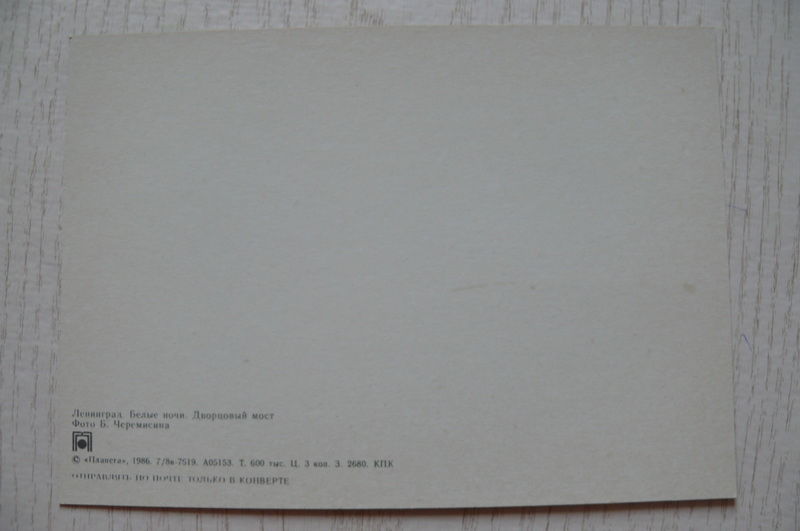 Ленинград. Белые ночи. Дворцовый мост
Фото Б. Черемисина
© «Планета», 1986. 7/8в-7519. А05153. Т. 600 тыс. Ц. 3 коп. З. 2680. КПК
ОТПРАВЛЯТЬ ПО ПОЧТЕ ТОЛЬКО В КОНВЕРТЕ